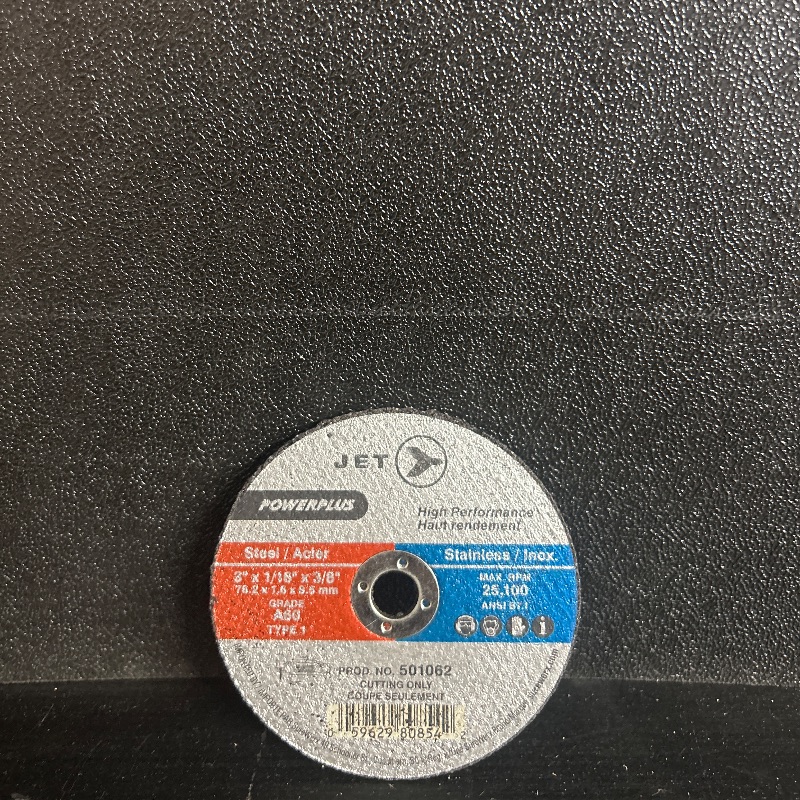 JET
POWERPLUS
High Performance
Haut rendement
Steel / Acier
Stainless / Inox.
3" x 1/16" x 3/8"
76.2 x 1.6 x 9.5 mm
MAX. RPM
25,100
GRADE
A60
ANSI B7.1
TYPE 1
PROD. NO. 501062
CUTTING ONLY
COUPE SEULEMENT
0 59629 80854 2